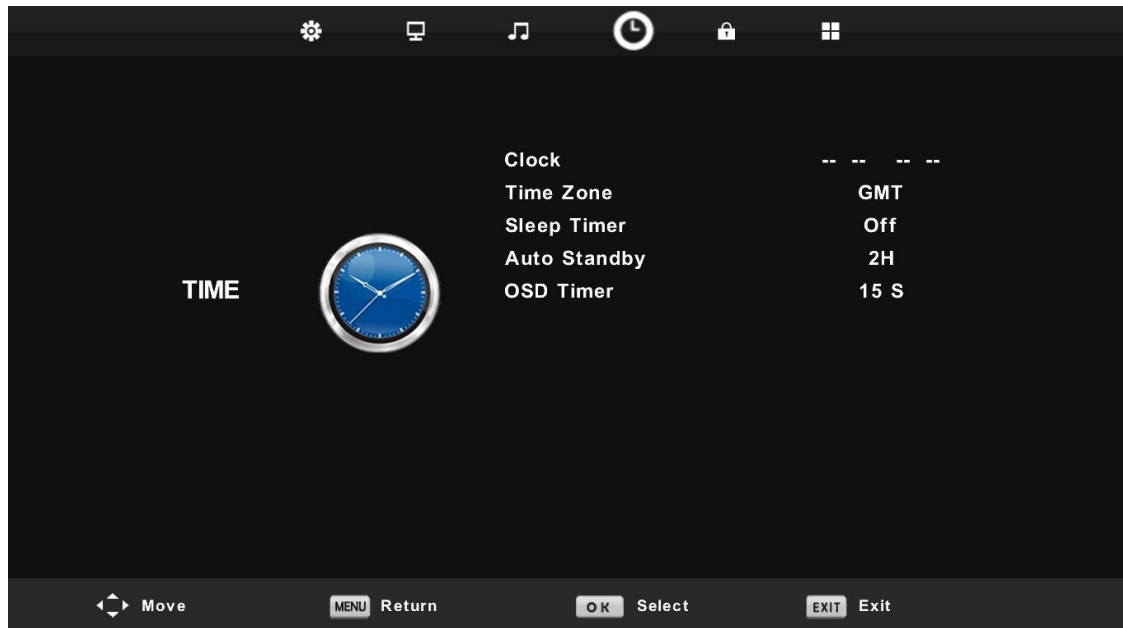 Clock -- -- -- --
Time Zone GMT
Sleep Timer Off
Auto Standby 2H
TIME
OSD Timer 15 S
Move MENU Return OK Select EXIT Exit